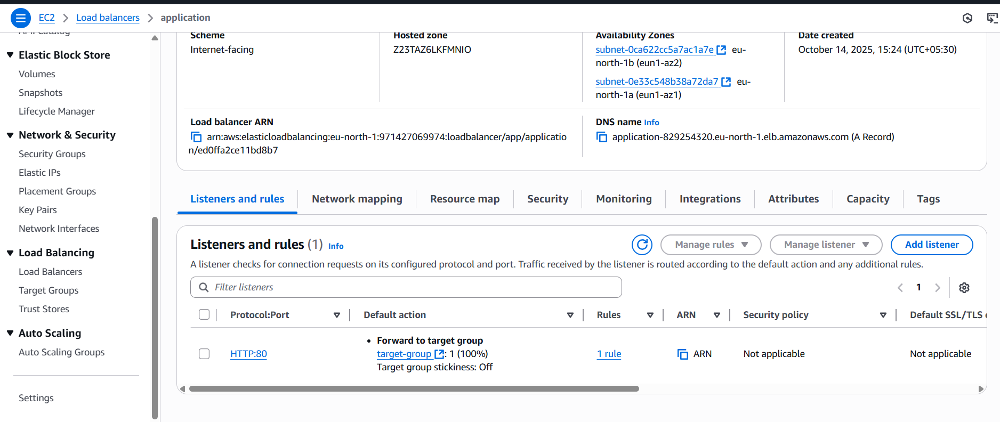 EC2 > Load balancers > application
API Catalog
Elastic Block Store
Volumes
Snapshots
Lifecycle Manager
Network & Security
Security Groups
Elastic IPs
Placement Groups
Key Pairs
Network Interfaces
Load Balancing
Load Balancers
Target Groups
Trust Stores
Auto Scaling
Auto Scaling Groups
Settings
Scheme
Internet-facing
Hosted zone
Z23TAZ6LKFMNIO
Availability Zones
subnet-0ca622cc5a7ac1a7e eu-
north-1b (eun1-az2)
subnet-0e33c548b38a72da7 eu-
north-1a (eun1-az1)
Date created
October 14, 2025, 15:24 (UTC+05:30)
Load balancer ARN
arn:aws:elasticloadbalancing:eu-north-1:971427069974:loadbalancer/app/applicatio
n/ed0ffa2ce11bd8b7
DNS name Info
application-829254320.eu-north-1.elb.amazonaws.com (A Record)
Listeners and rules Network mapping Resource map Security Monitoring Integrations Attributes Capacity Tags
Listeners and rules (1) Info
Manage rules Manage listener Add listener
A listener checks for connection requests on its configured protocol and port. Traffic received by the listener is routed according to the default action and any additional rules.
Filter listeners
1
Protocol:Port Default action Rules ARN Security policy Default SSL/TLS
HTTP:80
• Forward to target group
target-group : 1 (100%)
Target group stickiness: Off
1 rule
ARN
Not applicable
Not applicable